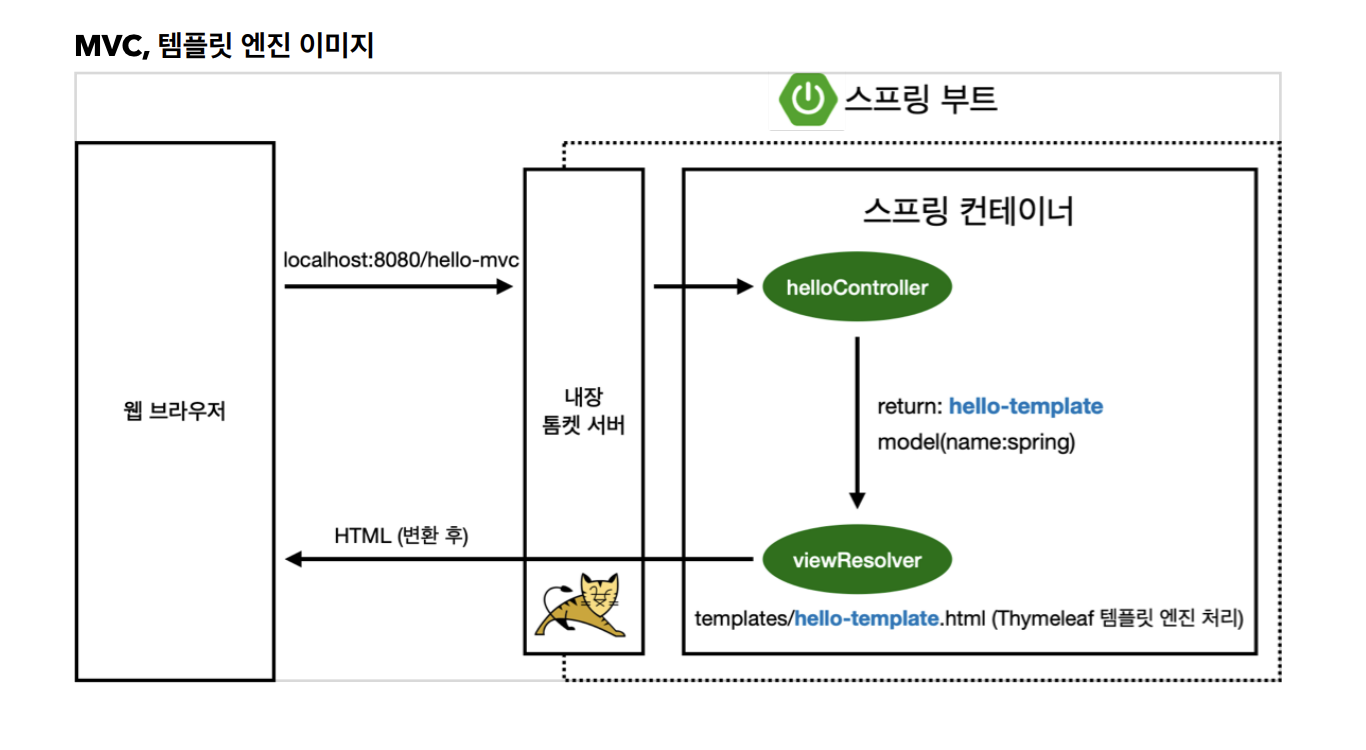 MVC, 템플릿 엔진 이미지
스프링 부트
스프링 컨테이너
localhost:8080/hello-mvc
helloController
웹 브라우저
내장
톰켓 서버
return: hello-template
model(name:spring)
HTML (변환 후)
viewResolver
templates/hello-template.html (Thymeleaf 템플릿 엔진 처리)